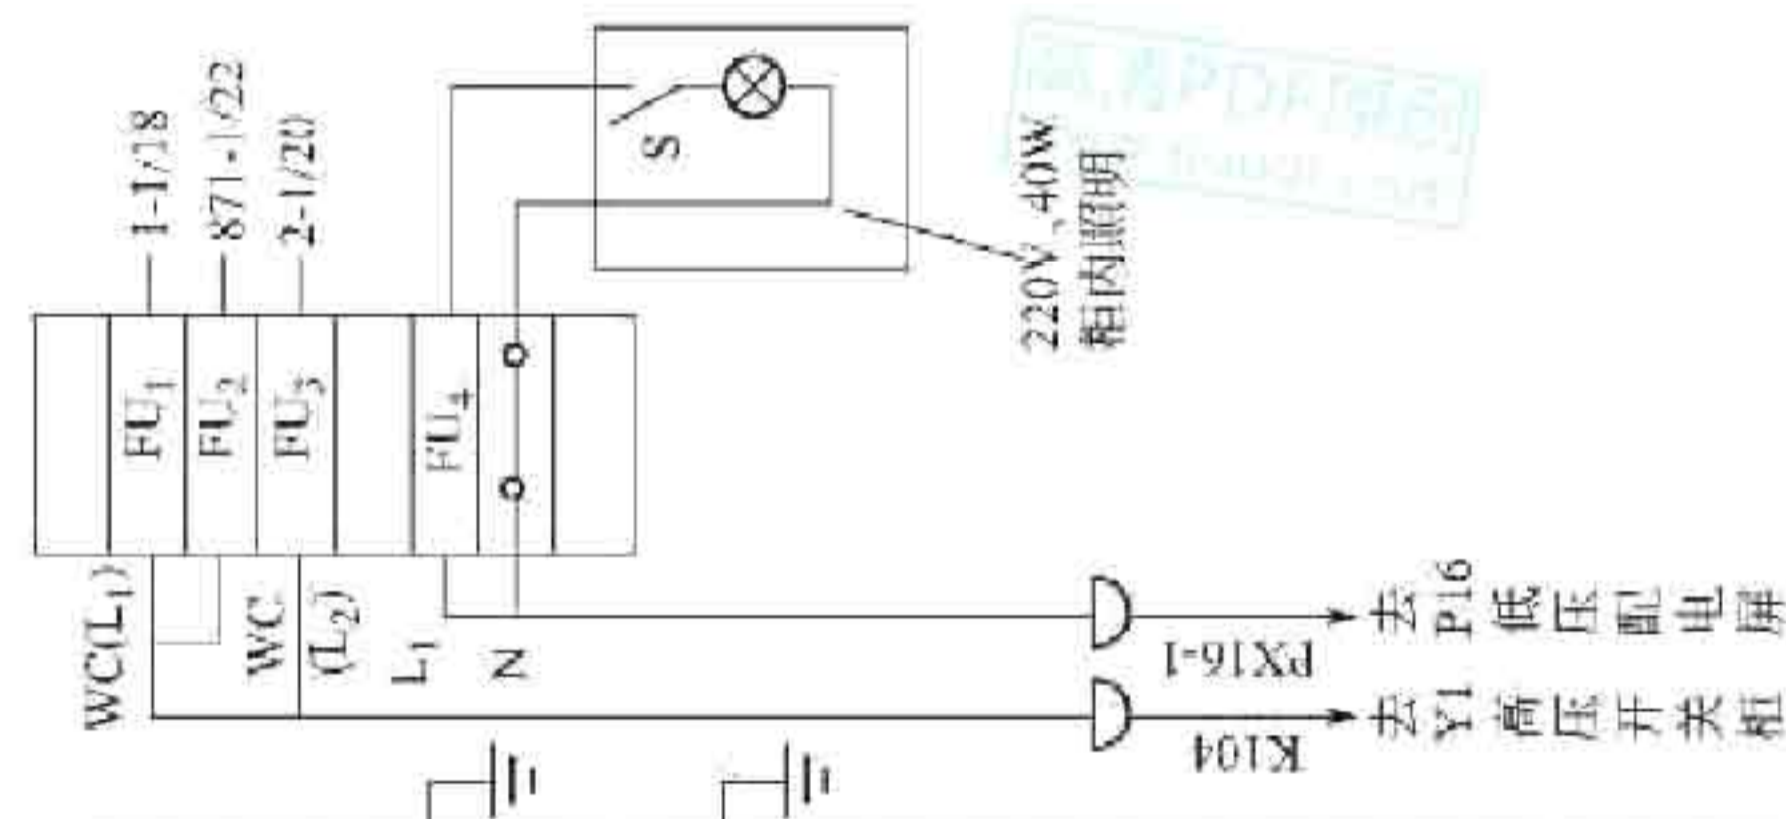 1-1/18
871-1/22
2-1/20
S
220V、40W
柜内照明
FU₁
FU₂
FU₃
FU₄
WC(L₁)
WC
(L₂)
L₁
N
PX16-1
去P16低压配电屏
K104
去Y1高压开关柜